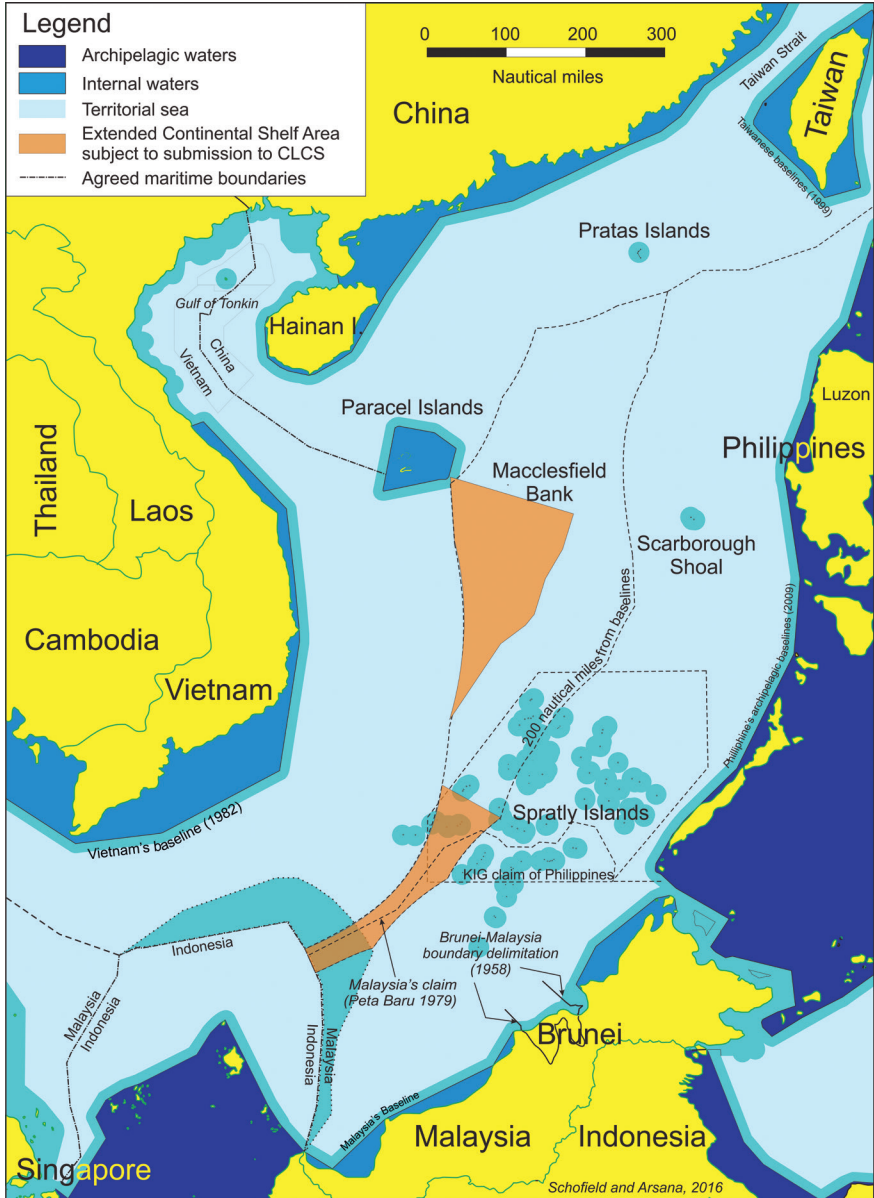 Legend
Archipelagic waters
Internal waters
Territorial sea
Extended Continental Shelf Area
subject to submission to CLCS
Agreed maritime boundaries
0 100 200 300
Nautical miles
China
Taiwan Strait
Taiwan
Taiwanese baselines (1999)
Pratas Islands
Gulf of Tonkin
Hainan I.
China
Vietnam
Paracel Islands
Luzon
Philippines
Macclesfield
Bank
Thailand
Laos
Scarborough
Shoal
Cambodia
Vietnam
200 nautical miles from baselines
Philliphine's archipelagic baselines (2009)
Spratly Islands
Vietnam's baseline (1982)
KIG claim of Philippines
Indonesia
Brunei-Malaysia
boundary delimitation
(1958)
Malaysia's claim
(Peta Baru 1979)
Malaysia
Indonesia
Indonesia
Malaysia
Brunei
Malaysia's Baseline
Malaysia
Indonesia
Singapore
Schofield and Arsana, 2016